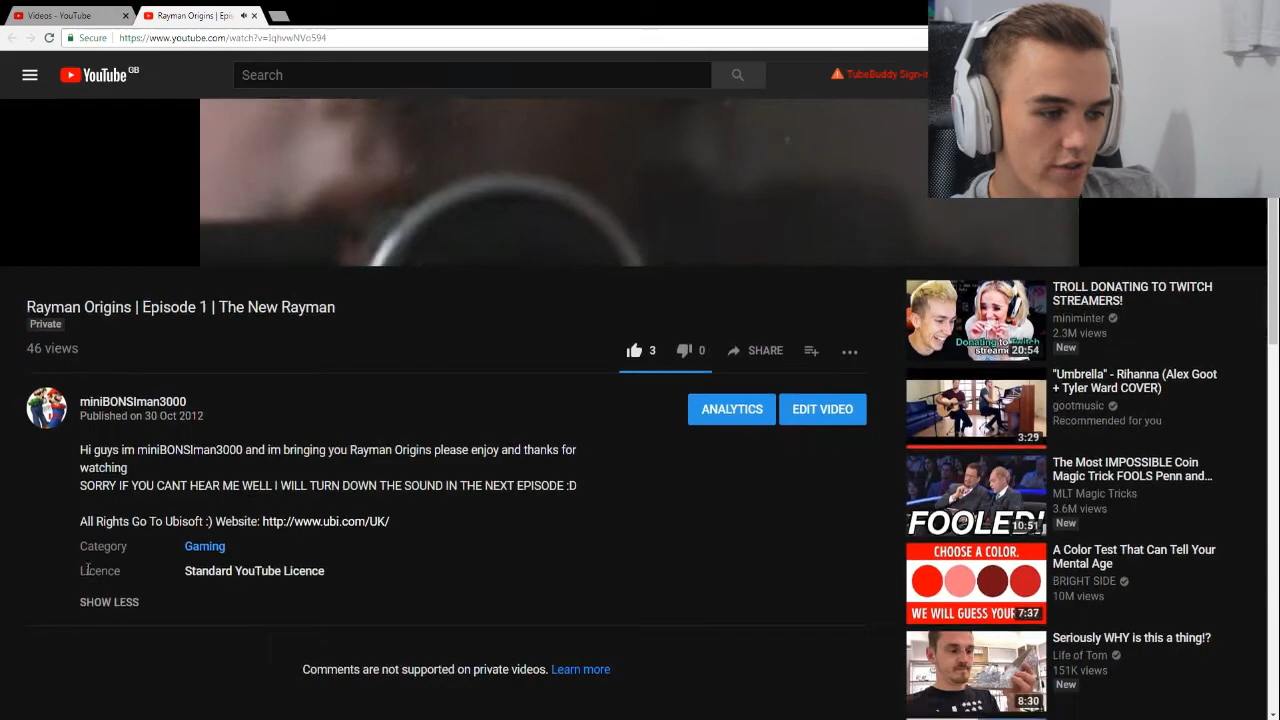 Videos - YouTube
Rayman Origins | Epis
Secure
https://www.youtube.com/watch?v=IqhvwNVo594
YouTube GB
Search
TubeBuddy Sign-in
Rayman Origins | Episode 1 | The New Rayman
Private
46 views
3
0
SHARE
miniBONSIman3000
Published on 30 Oct 2012
ANALYTICS
EDIT VIDEO
Hi guys im miniBONSIman3000 and im bringing you Rayman Origins please enjoy and thanks for
watching
SORRY IF YOU CANT HEAR ME WELL I WILL TURN DOWN THE SOUND IN THE NEXT EPISODE :D
All Rights Go To Ubisoft :) Website: http://www.ubi.com/UK/
Category Gaming
Licence Standard YouTube Licence
SHOW LESS
Comments are not supported on private videos. Learn more
Donating to Twitch
streame
20:54
TROLL DONATING TO TWITCH
STREAMERS!
miniminter
2.3M views
New
3:29
"Umbrella" - Rihanna (Alex Goot
+ Tyler Ward COVER)
gootmusic
Recommended for you
FOOLED!
10:51
The Most IMPOSSIBLE Coin
Magic Trick FOOLS Penn and...
MLT Magic Tricks
3.6M views
New
CHOOSE A COLOR.
WE WILL GUESS YOUR
7:37
A Color Test That Can Tell Your
Mental Age
BRIGHT SIDE
10M views
8:30
Seriously WHY is this a thing!?
Life of Tom
151K views
New